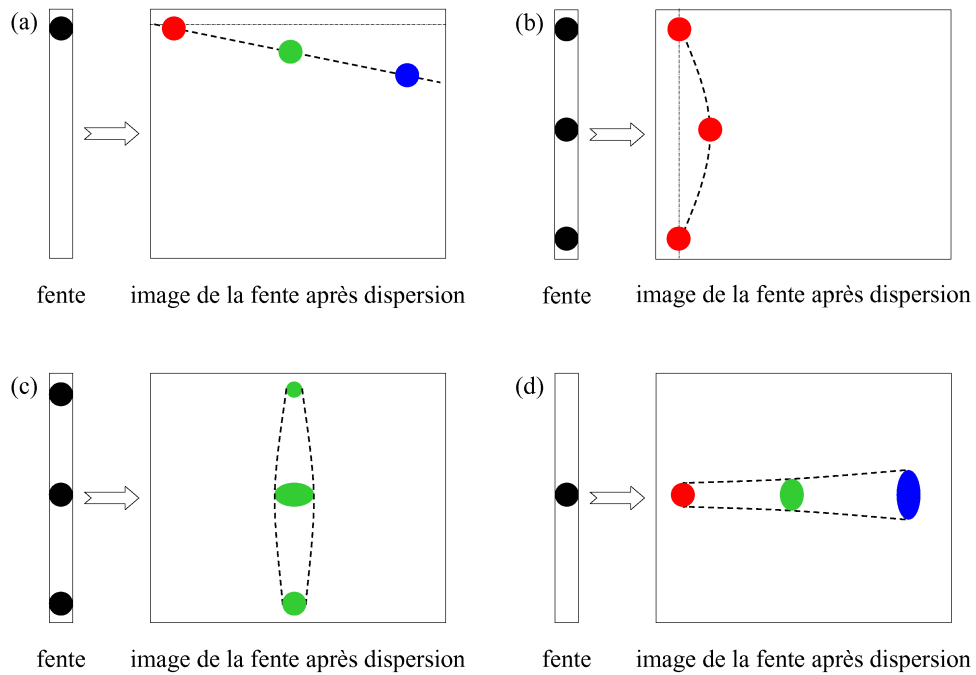 (a)
fente
image de la fente après dispersion
(b)
fente
image de la fente après dispersion
(c)
fente
image de la fente après dispersion
(d)
fente
image de la fente après dispersion